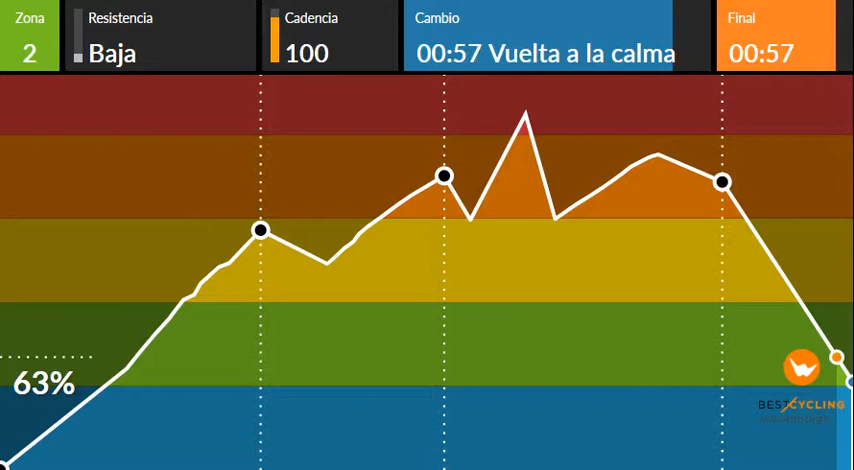 Zona
2
Resistencia
Baja
Cadencia
100
Cambio
00:57 Vuelta a la calma
Final
00:57
63%
BESTCYCLING